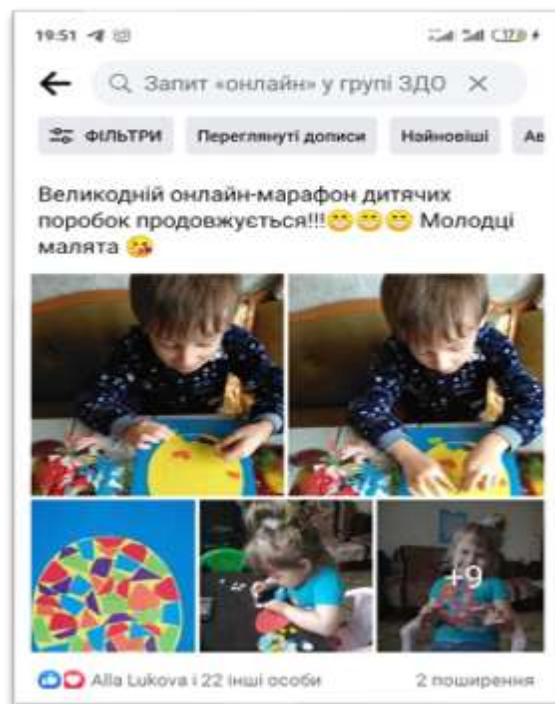 19:51
Запит «онлайн» у групі ЗДО
ФІЛЬТРИ Переглянуті дописи Найновіші Ав
Великодній онлайн-марафон дитячих
поробок продовжується!!!😁😁😁 Молодці
малята 😘
+9
Alla Lukova і 22 інші особи 2 поширення